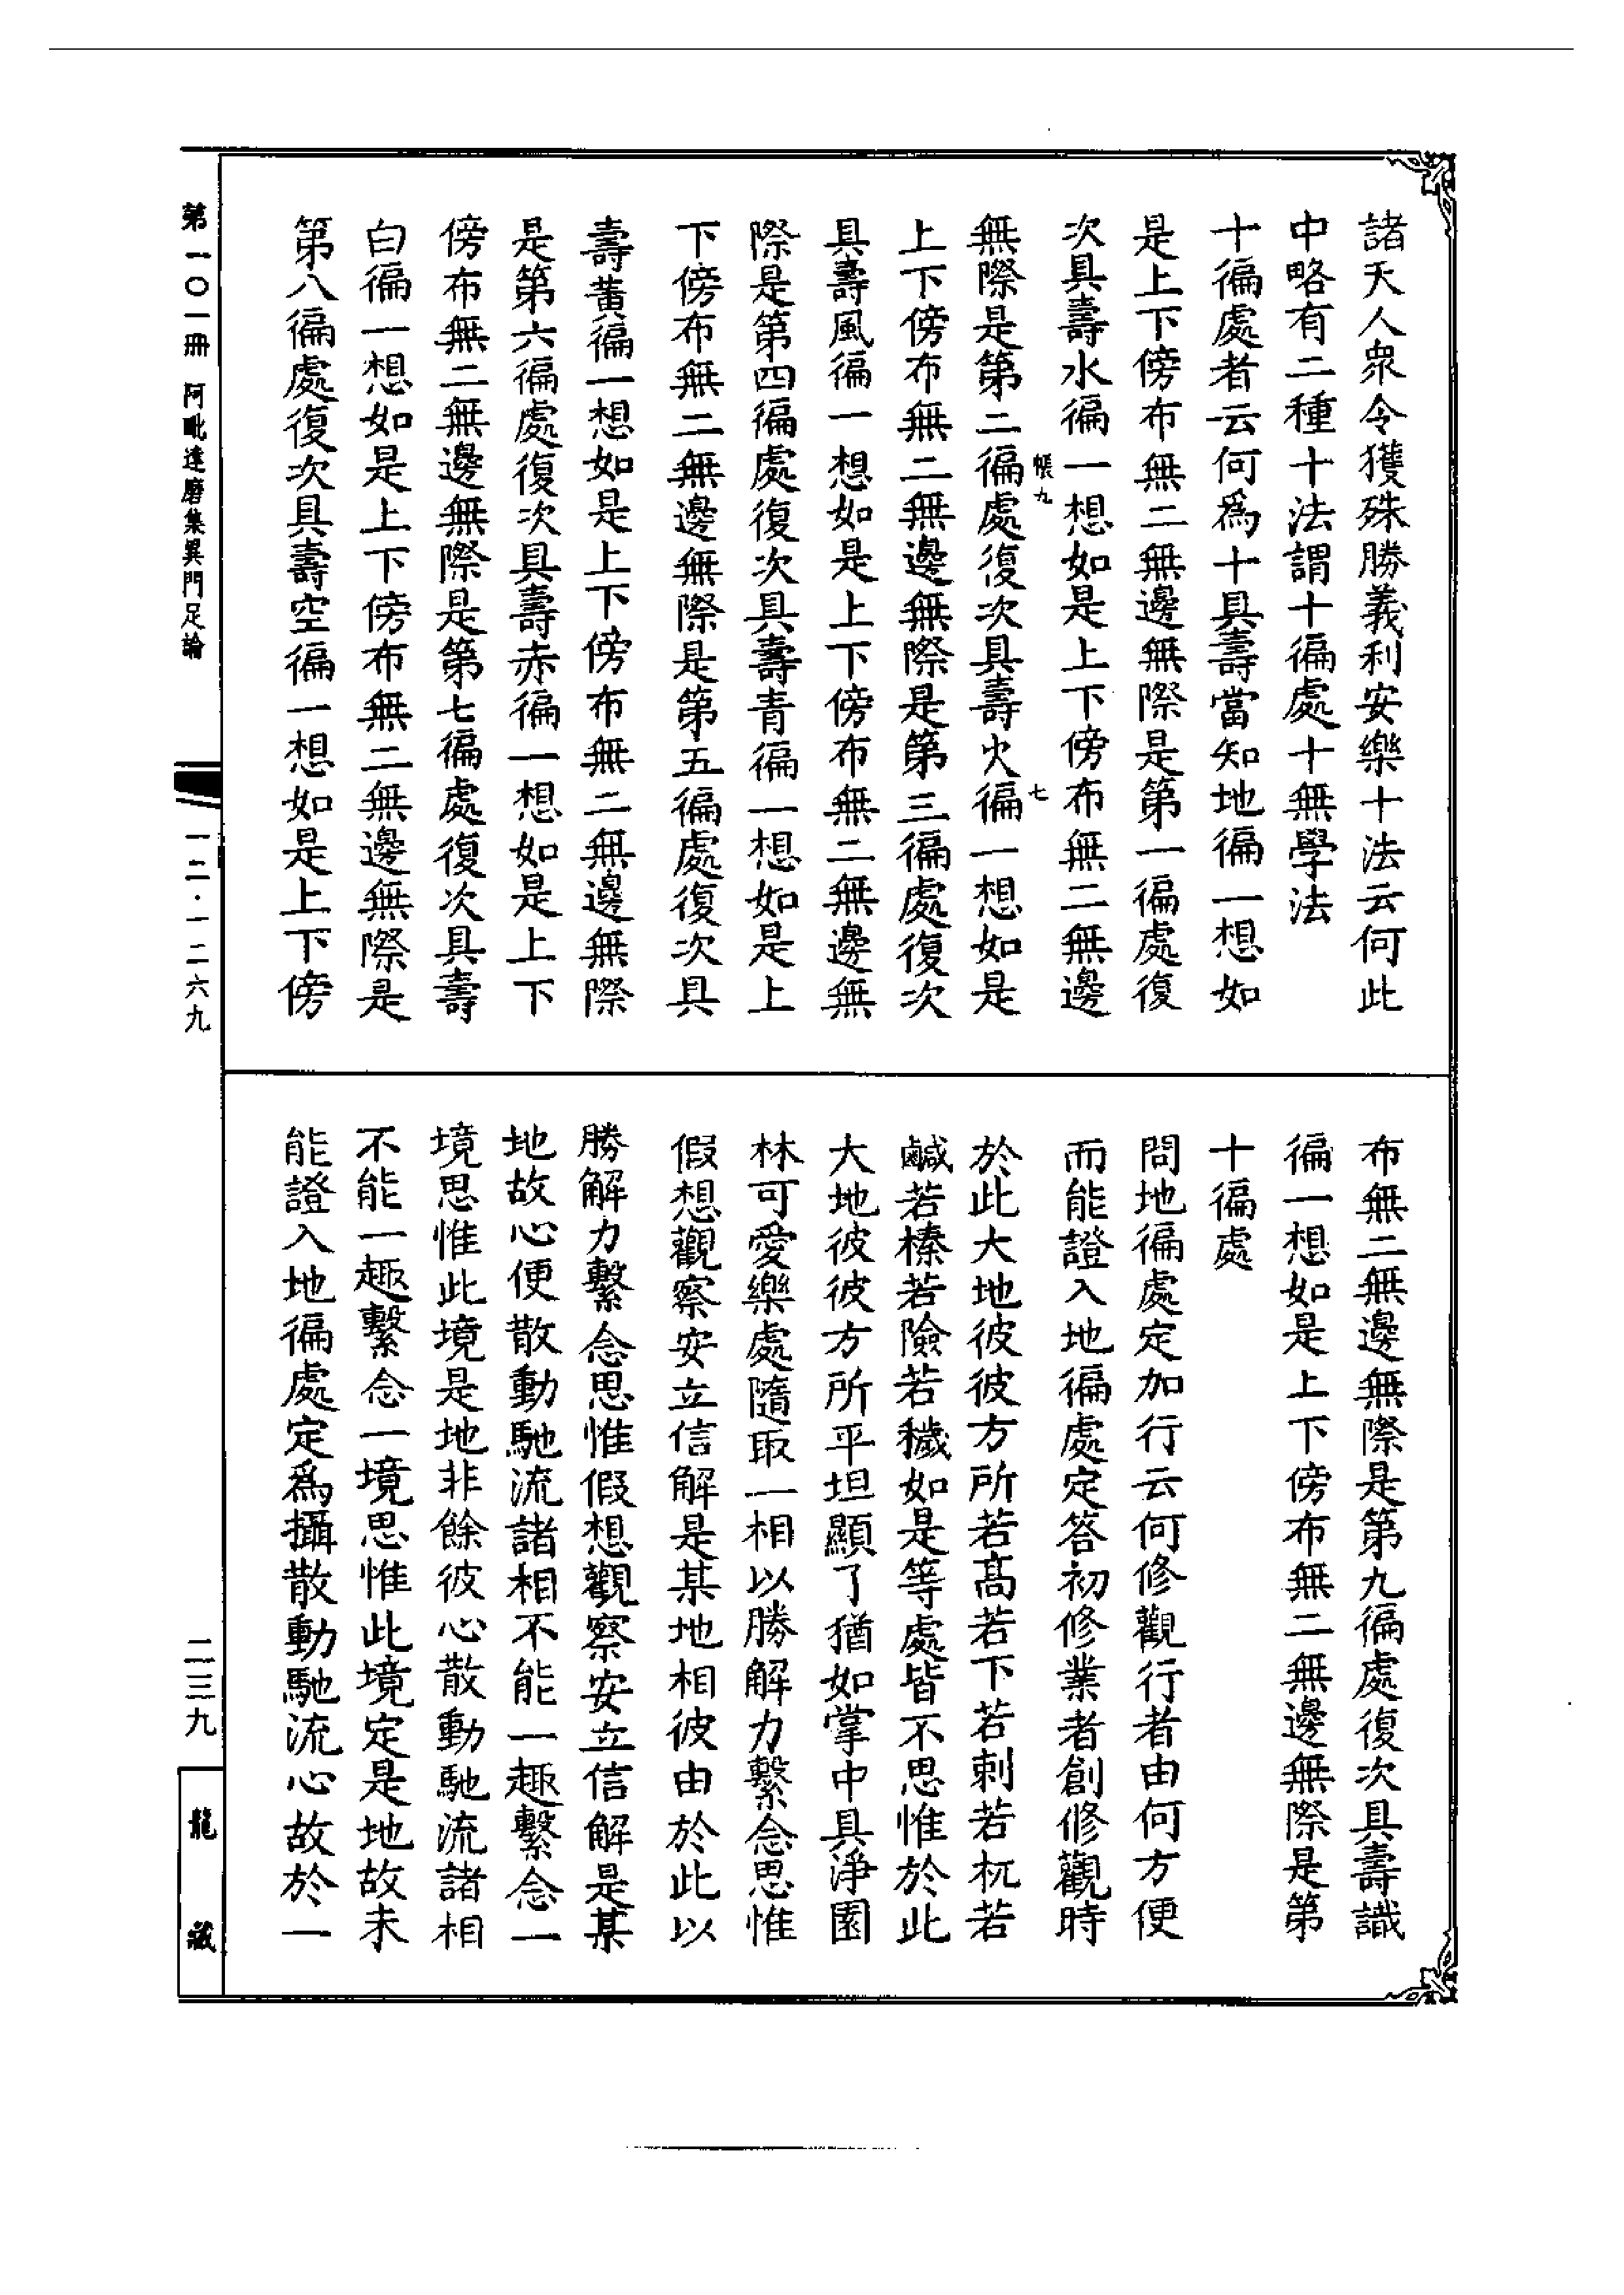 諸天人衆令獲殊勝義利安樂十法云何此
中略有二種十法謂十徧處十無學法
十徧處者云何爲十具壽當知地徧一想如
是上下傍布無二無邊無際是第一徧處復
次具壽水徧一想如是上下傍布無二無邊
帳九
七
無際是第二徧處復次具壽火徧一想如是
上下傍布無二無邊無際是第三徧處復次
具壽風徧一想如是上下傍布無二無邊無
際是第四徧處復次具壽青徧一想如是上
下傍布無二無邊無際是第五徧處復次具
壽黃徧一想如是上下傍布無二無邊無際
是第六徧處復次具壽赤徧一想如是上下
傍布無二無邊無際是第七徧處復次具壽
白徧一想如是上下傍布無二無邊無際是
第八徧處復次具壽空徧一想如是上下傍
布無二無邊無際是第九徧處復次具壽識
徧一想如是上下傍布無二無邊無際是第
十徧處
問地徧處定加行云何修觀行者由何方便
而能證入地徧處定答初修業者創修觀時
於此大地彼彼方所若高若下若刺若杌若
鹹若榛若險若穢如是等處皆不思惟於此
大地彼彼方所平坦顯了猶如掌中具淨園
林可愛樂處隨取一相以勝解力繫念思惟
假想觀察安立信解是某地相彼由於此以
勝解力繫念思惟假想觀察安立信解是某
地故心便散動馳流諸相不能一趣繫念一
境思惟此境是地非餘彼心散動馳流諸相
不能一趣繫念一境思惟此境定是地故未
能證入地徧處定爲攝散動馳流心故於一
第一〇一冊 阿毗達磨集異門足論
一二·一二六九
二三九
龍藏